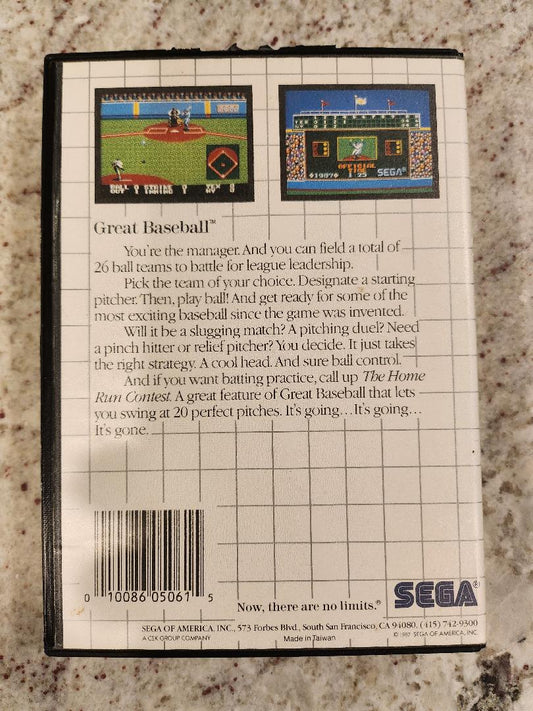 SEGA
OFFICIAL
TIME
©1987 1 25 SEGA
Great Baseball™
You're the manager. And you can field a total of
26 ball teams to battle for league leadership.
Pick the team of your choice. Designate a starting
pitcher. Then, play ball! And get ready for some of the
most exciting baseball since the game was invented.
Will it be a slugging match? A pitching duel? Need
a pinch hitter or relief pitcher? You decide. It just takes
the right strategy. A cool head. And sure ball control.
And if you want batting practice, call up The Home
Run Contest. A great feature of Great Baseball that lets
you swing at 20 perfect pitches. It's going...It's going...
It's gone.
0 10086 05061 5
Now, there are no limits.®
SEGA®
SEGA OF AMERICA, INC., 573 Forbes Blvd., South San Francisco, CA 94080, (415) 742-9300
A CSK GROUP COMPANY
Made in Taiwan
© 1987 SEGA OF AMERICA, INC.